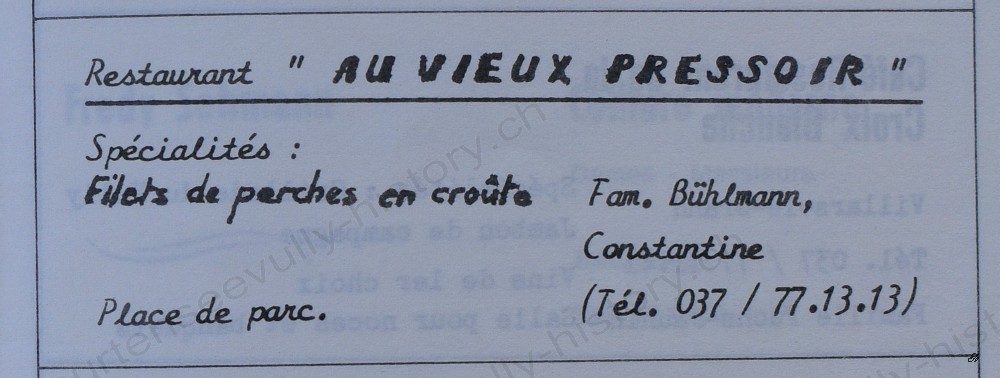 Restaurant " AU VIEUX PRESSOIR "
Spécialités :
Filets de perches en croûte
Fam. Bühlmann,
Constantine
Place de parc.
(Tél. 037 / 77.13.13)